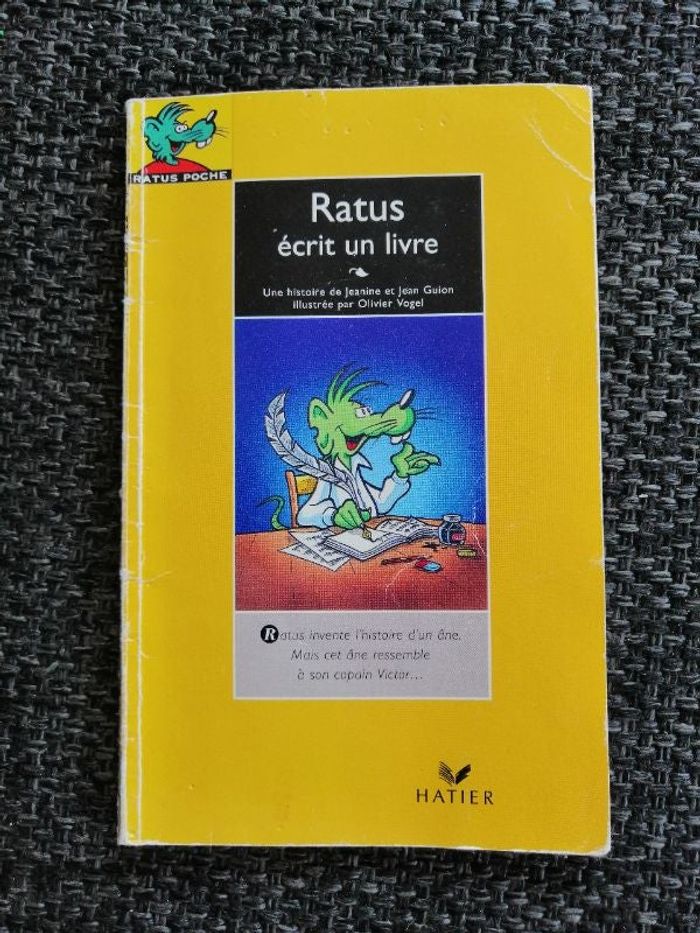 RATUS POCHE
Ratus
écrit un livre
Une histoire de Jeanine et Jean Guion
illustrée par Olivier Vogel
Ratus invente l'histoire d'un âne.
Mais cet âne ressemble
à son copain Victor...
HATIER